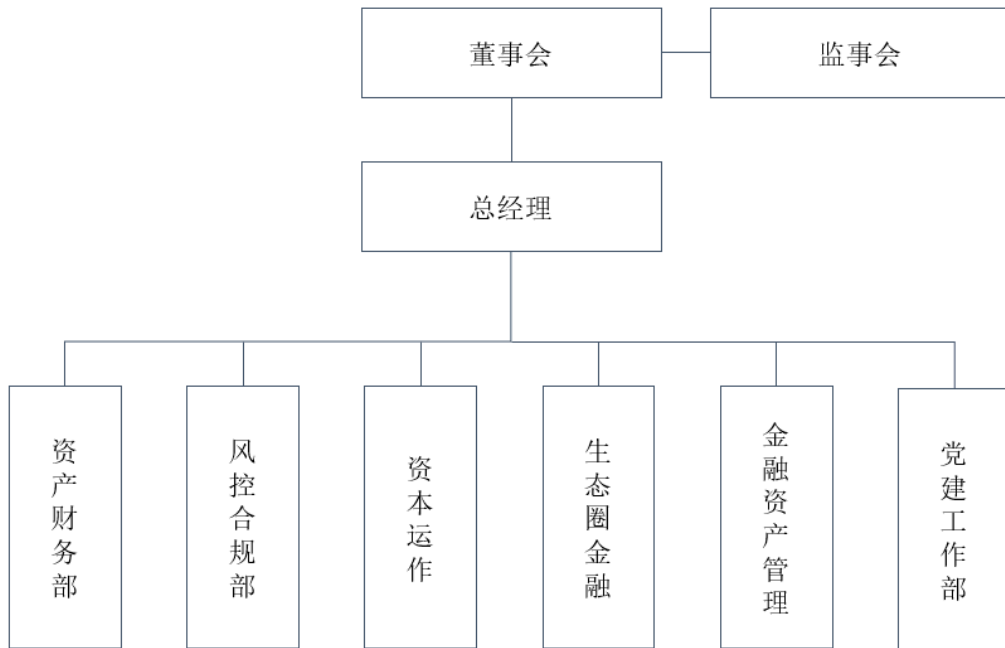 董事会
监事会
总经理
资产财务部
风控合规部
资本运作
生态圈金融
金融资产管理
党建工作部